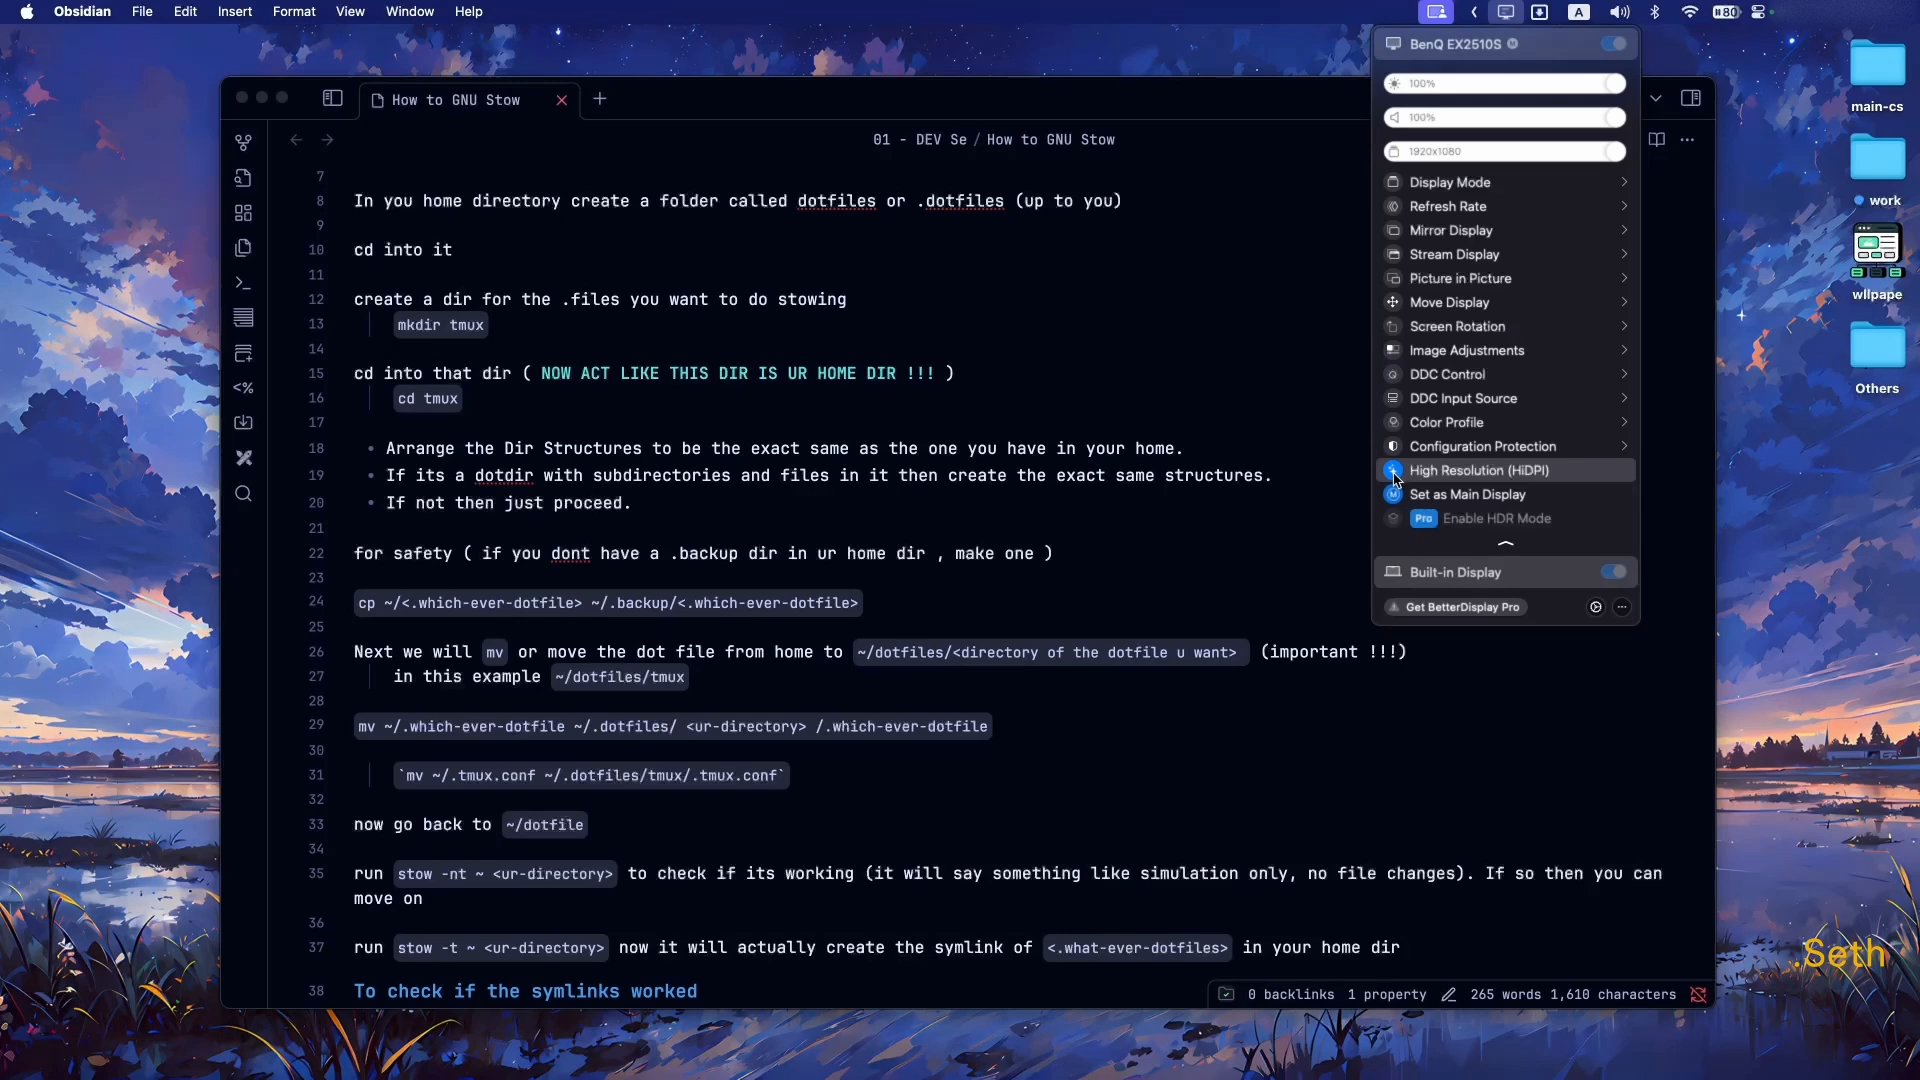 Obsidian File Edit Insert Format View Window Help
A
80
BenQ EX2510S M
100%
100%
1920x1080
Display Mode
Refresh Rate
Mirror Display
Stream Display
Picture in Picture
Move Display
Screen Rotation
Image Adjustments
DDC Control
DDC Input Source
Color Profile
Configuration Protection
High Resolution (HiDPI)
Set as Main Display
Pro Enable HDR Mode
Built-in Display
Get BetterDisplay Pro
main-cs
work
wllpape
Others
.Seth
How to GNU Stow
01 - DEV Se / How to GNU Stow
7
8 In you home directory create a folder called dotfiles or .dotfiles (up to you)
9
10 cd into it
11
12 create a dir for the .files you want to do stowing
13 mkdir tmux
14
15 cd into that dir ( NOW ACT LIKE THIS DIR IS UR HOME DIR !!! )
16 cd tmux
17
18 • Arrange the Dir Structures to be the exact same as the one you have in your home.
19 • If its a dotdir with subdirectories and files in it then create the exact same structures.
20 • If not then just proceed.
21
22 for safety ( if you dont have a .backup dir in ur home dir , make one )
23
24 cp ~/<.which-ever-dotfile> ~/.backup/<.which-ever-dotfile>
25
26 Next we will mv or move the dot file from home to ~/dotfiles/<directory of the dotfile u want> (important !!!)
27 in this example ~/dotfiles/tmux
28
29 mv ~/.which-ever-dotfile ~/.dotfiles/ <ur-directory> /.which-ever-dotfile
30
31 `mv ~/.tmux.conf ~/.dotfiles/tmux/.tmux.conf`
32
33 now go back to ~/dotfile
34
35 run stow -nt ~ <ur-directory> to check if its working (it will say something like simulation only, no file changes). If so then you can
move on
36
37 run stow -t ~ <ur-directory> now it will actually create the symlink of <.what-ever-dotfiles> in your home dir
38 To check if the symlinks worked
0 backlinks 1 property 265 words 1,610 characters